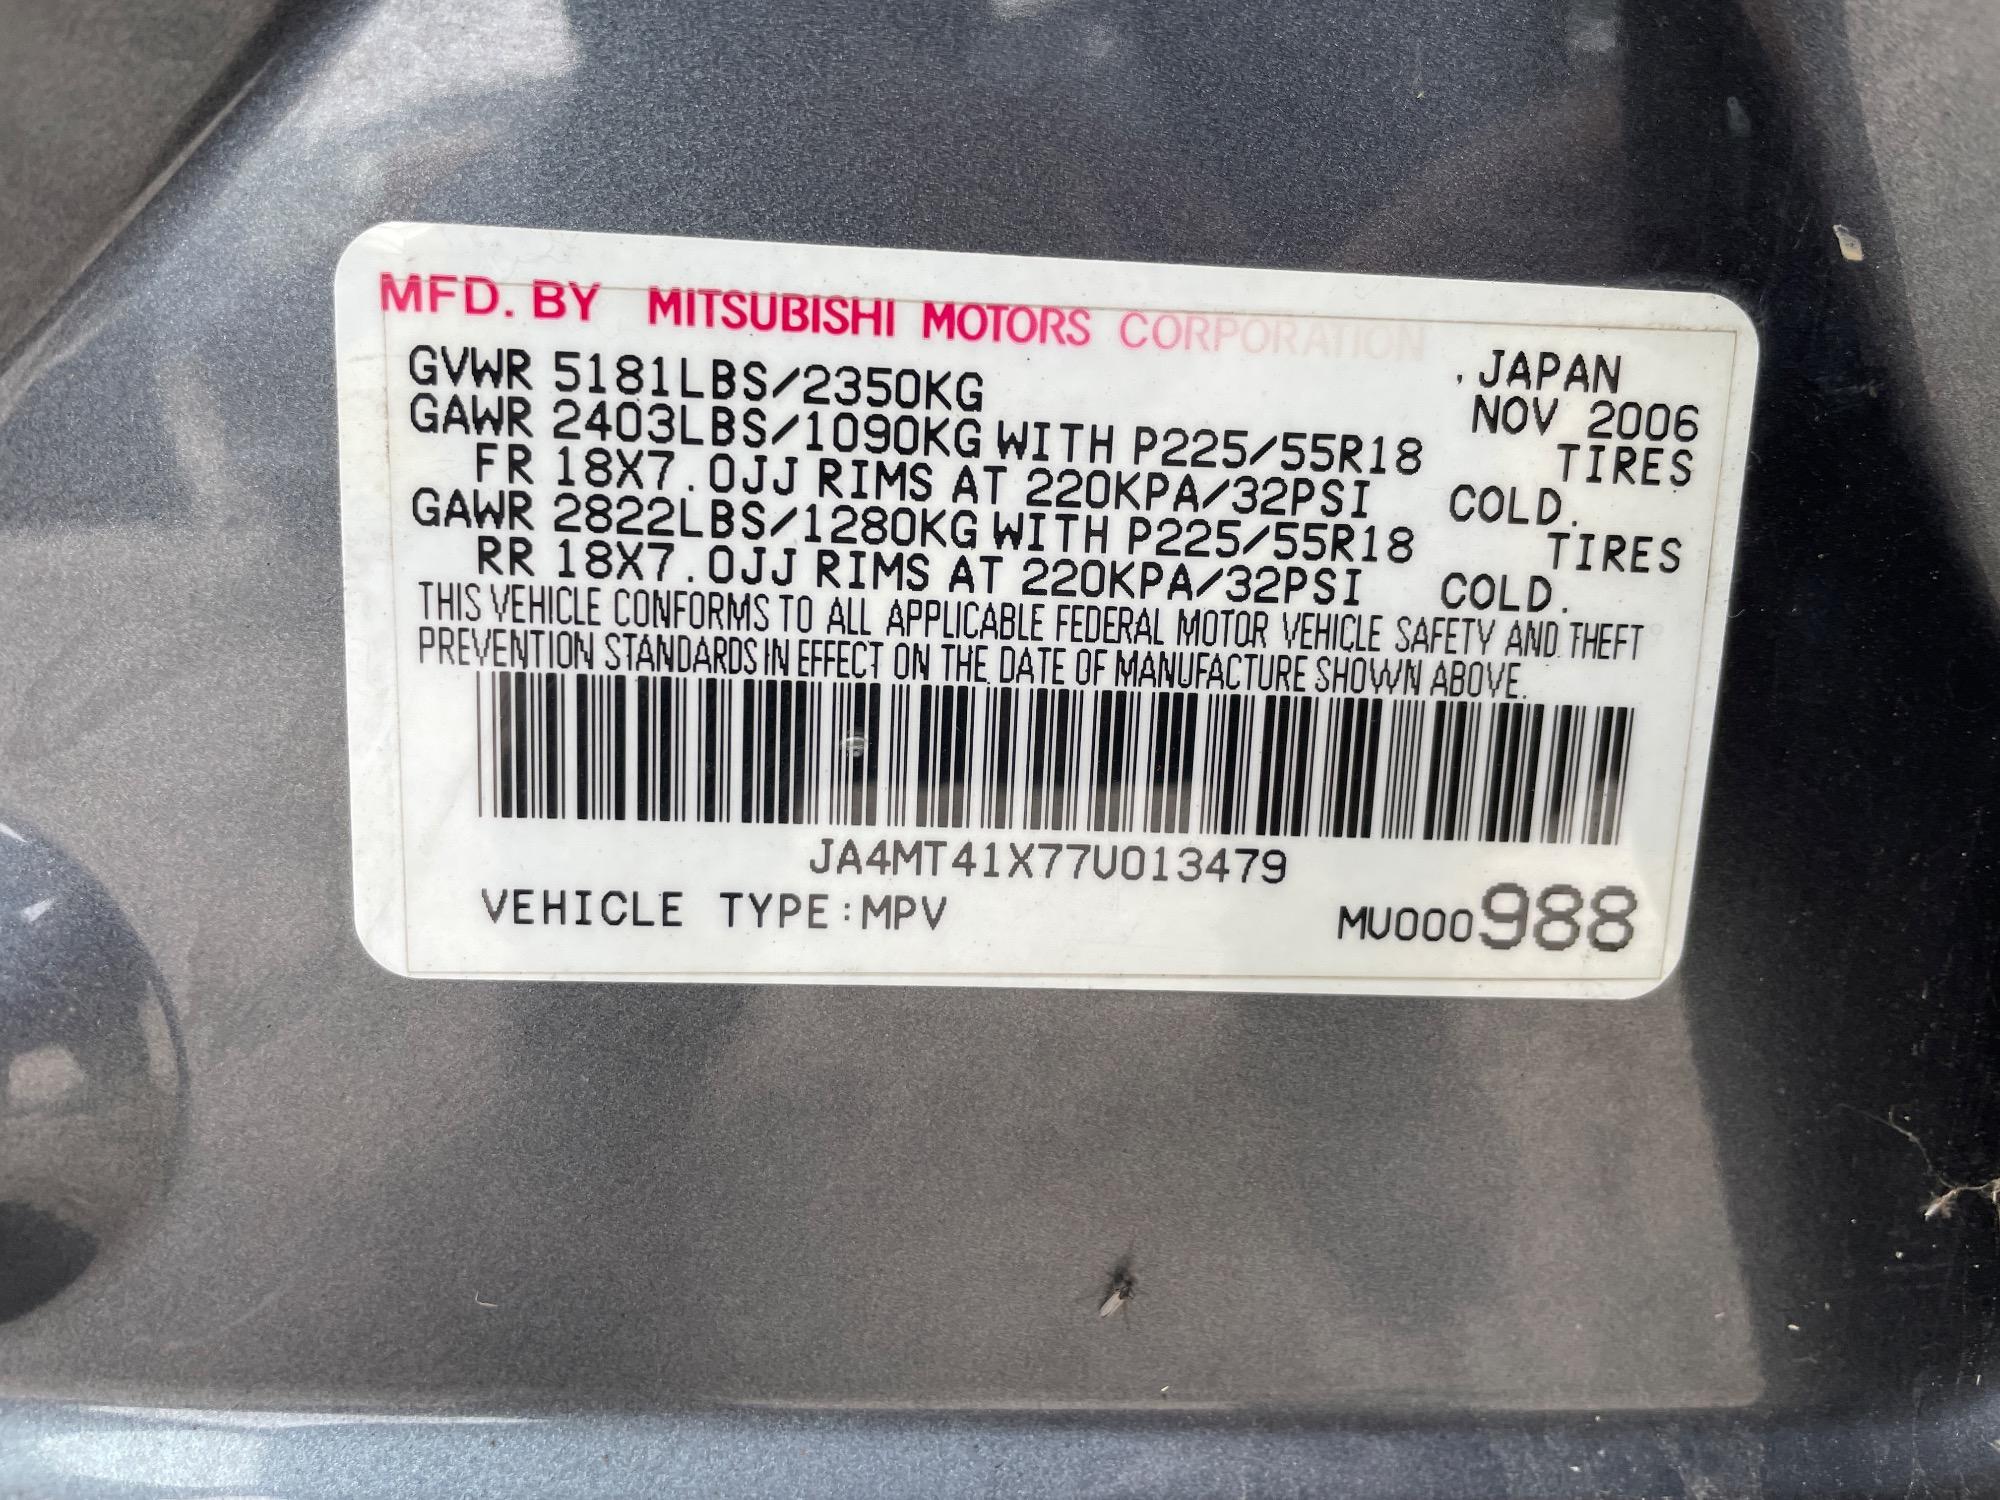 MFD. BY MITSUBISHI MOTORS CORPORATION
, JAPAN
GVWR 5181LBS/2350KG NOV 2006
GAWR 2403LBS/1090KG WITH P225/55R18 TIRES
FR 18X7.0JJ RIMS AT 220KPA/32PSI COLD.
GAWR 2822LBS/1280KG WITH P225/55R18 TIRES
RR 18X7.0JJ RIMS AT 220KPA/32PSI COLD.
THIS VEHICLE CONFORMS TO ALL APPLICABLE FEDERAL MOTOR VEHICLE SAFETY AND THEFT
PREVENTION STANDARDS IN EFFECT ON THE DATE OF MANUFACTURE SHOWN ABOVE.
JA4MT41X77U013479
VEHICLE TYPE:MPV MU000988